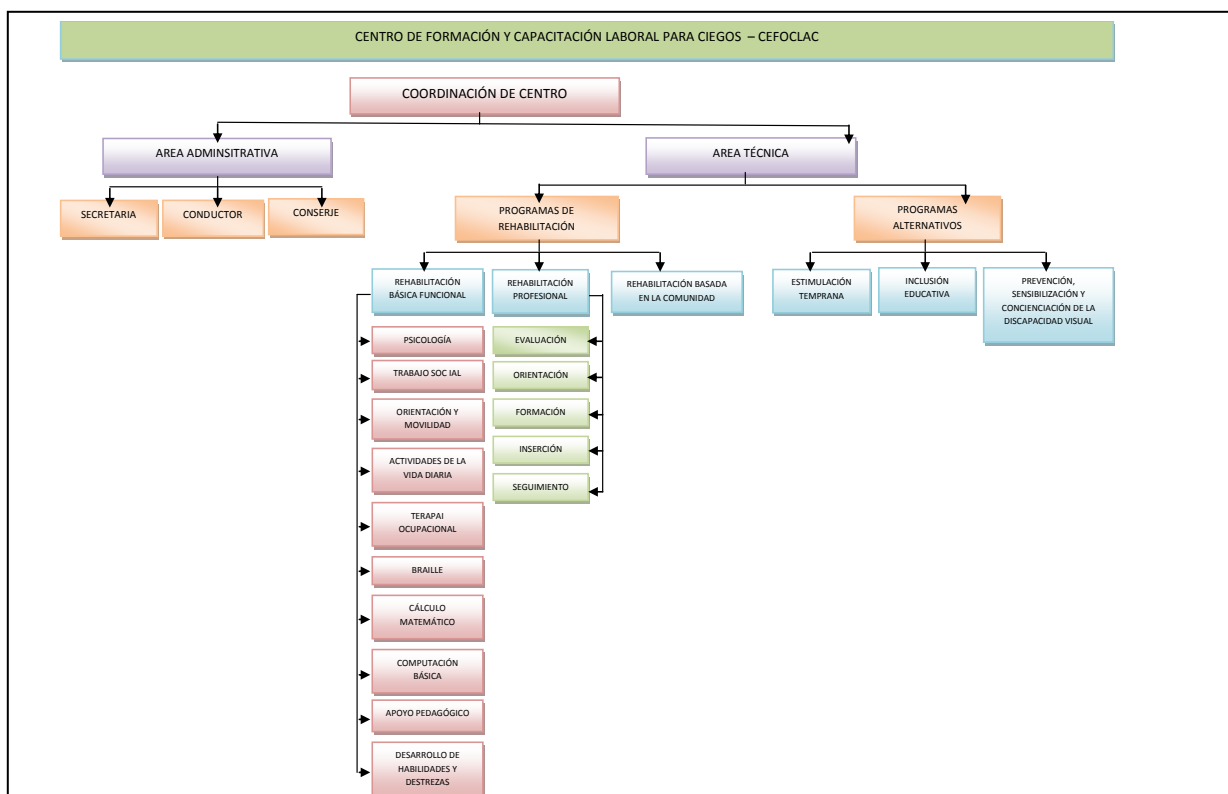 CENTRO DE FORMACIÓN Y CAPACITACIÓN LABORAL PARA CIEGOS – CEFOCLAC
COORDINACIÓN DE CENTRO
AREA ADMINSITRATIVA
AREA TÉCNICA
SECRETARIA
CONDUCTOR
CONSERJE
PROGRAMAS DE
REHABILITACIÓN
PROGRAMAS
ALTERNATIVOS
REHABILITACIÓN
BÁSICA FUNCIONAL
REHABILITACIÓN
PROFESIONAL
REHABILITACIÓN BASADA
EN LA COMUNIDAD
ESTIMULACIÓN
TEMPRANA
INCLUSIÓN
EDUCATIVA
PREVENCIÓN,
SENSIBILIZACIÓN Y
CONCIENCIACIÓN DE LA
DISCAPACIDAD VISUAL
PSICOLOGÍA
TRABAJO SOC IAL
ORIENTACIÓN Y
MOVILIDAD
ACTIVIDADES DE LA
VIDA DIARIA
TERAPAI
OCUPACIONAL
BRAILLE
CÁLCULO
MATEMÁTICO
COMPUTACIÓN
BÁSICA
APOYO PEDAGÓGICO
DESARROLLO DE
HABILIDADES Y
DESTREZAS
EVALUACIÓN
ORIENTACIÓN
FORMACIÓN
INSERCIÓN
SEGUIMIENTO